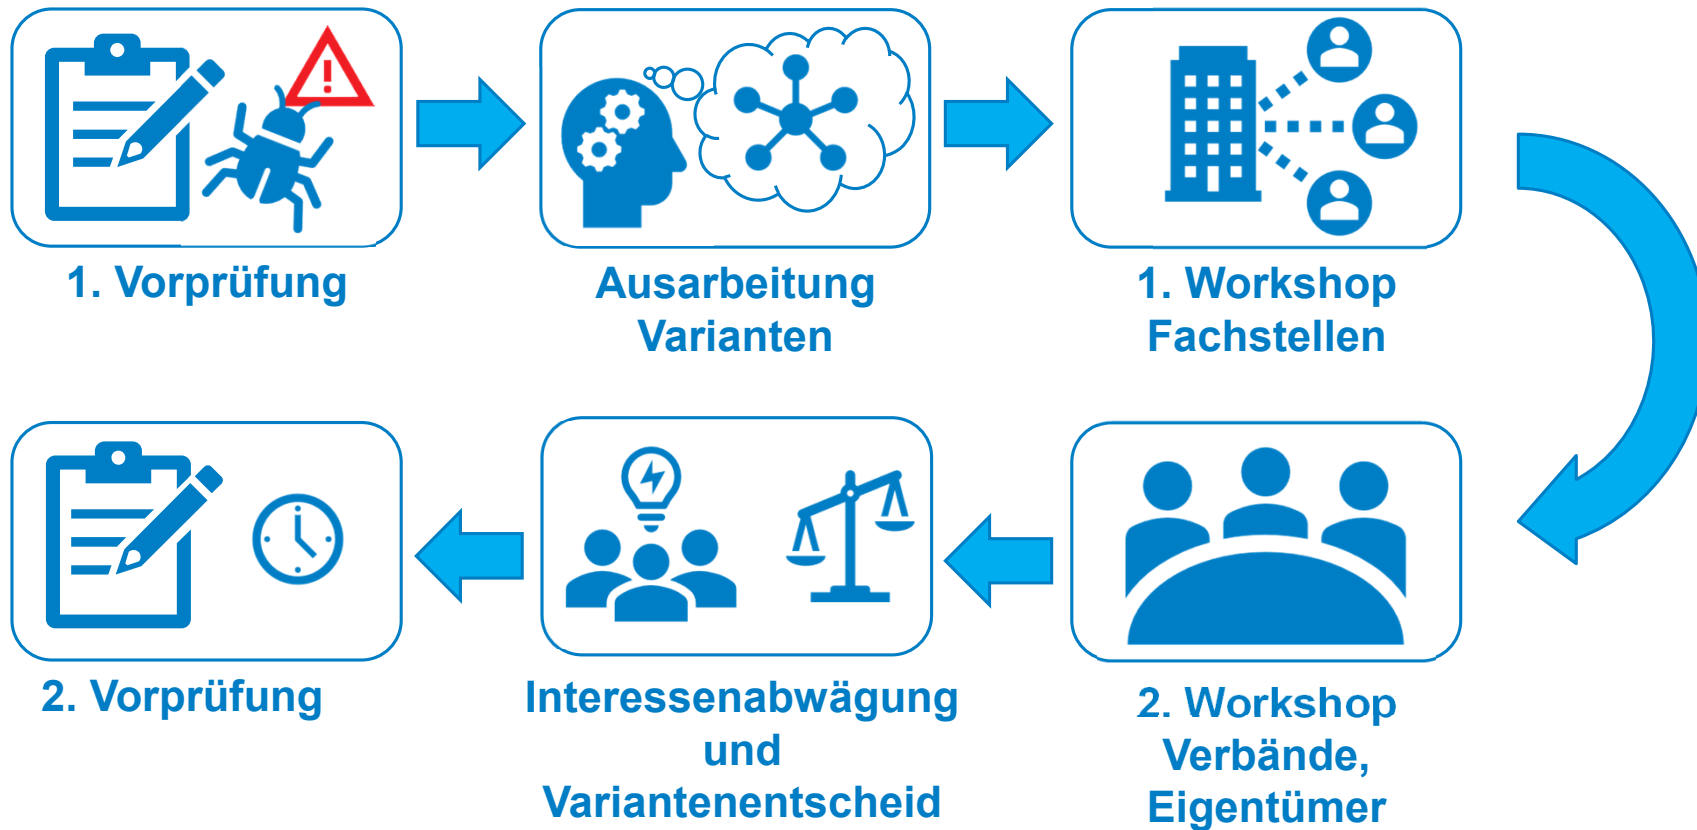 1. Vorprüfung
Ausarbeitung
Varianten
1. Workshop
Fachstellen
2. Workshop
Verbände,
Eigentümer
Interessenabwägung
und
Variantenentscheid
2. Vorprüfung